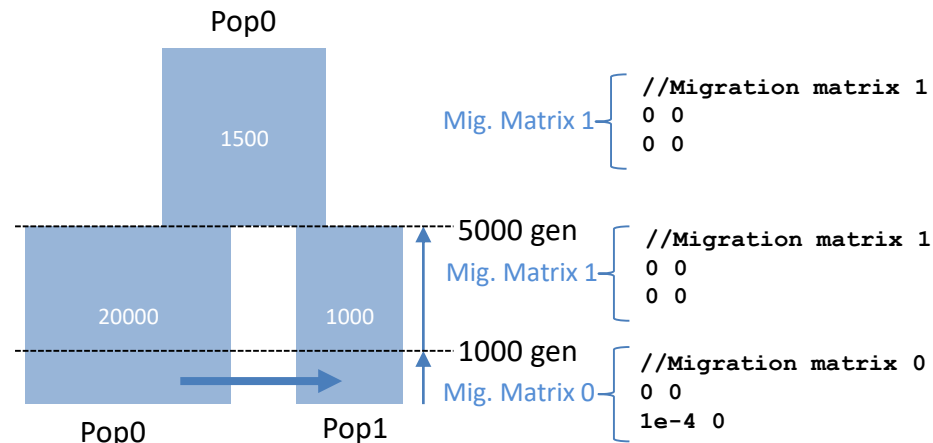 Pop0
1500
Mig. Matrix 1
//Migration matrix 1
0 0
0 0
5000 gen
Mig. Matrix 1
//Migration matrix 1
0 0
0 0
20000
1000
1000 gen
Mig. Matrix 0
//Migration matrix 0
0 0
1e-4 0
Pop0
Pop1